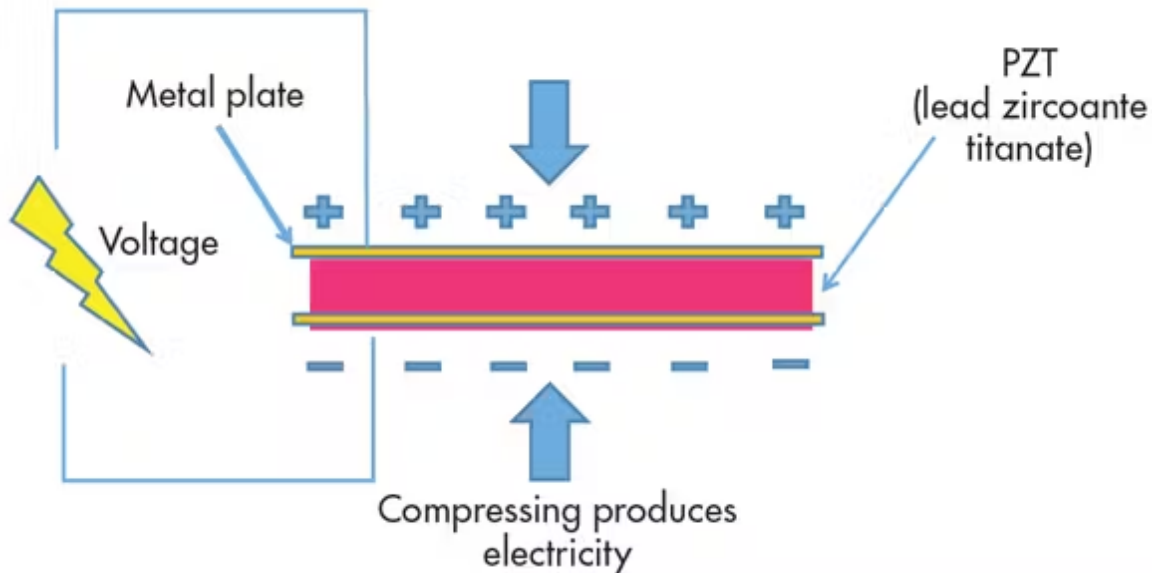 Metal plate
PZT
(lead zircoante
titanate)
Voltage
Compressing produces
electricity